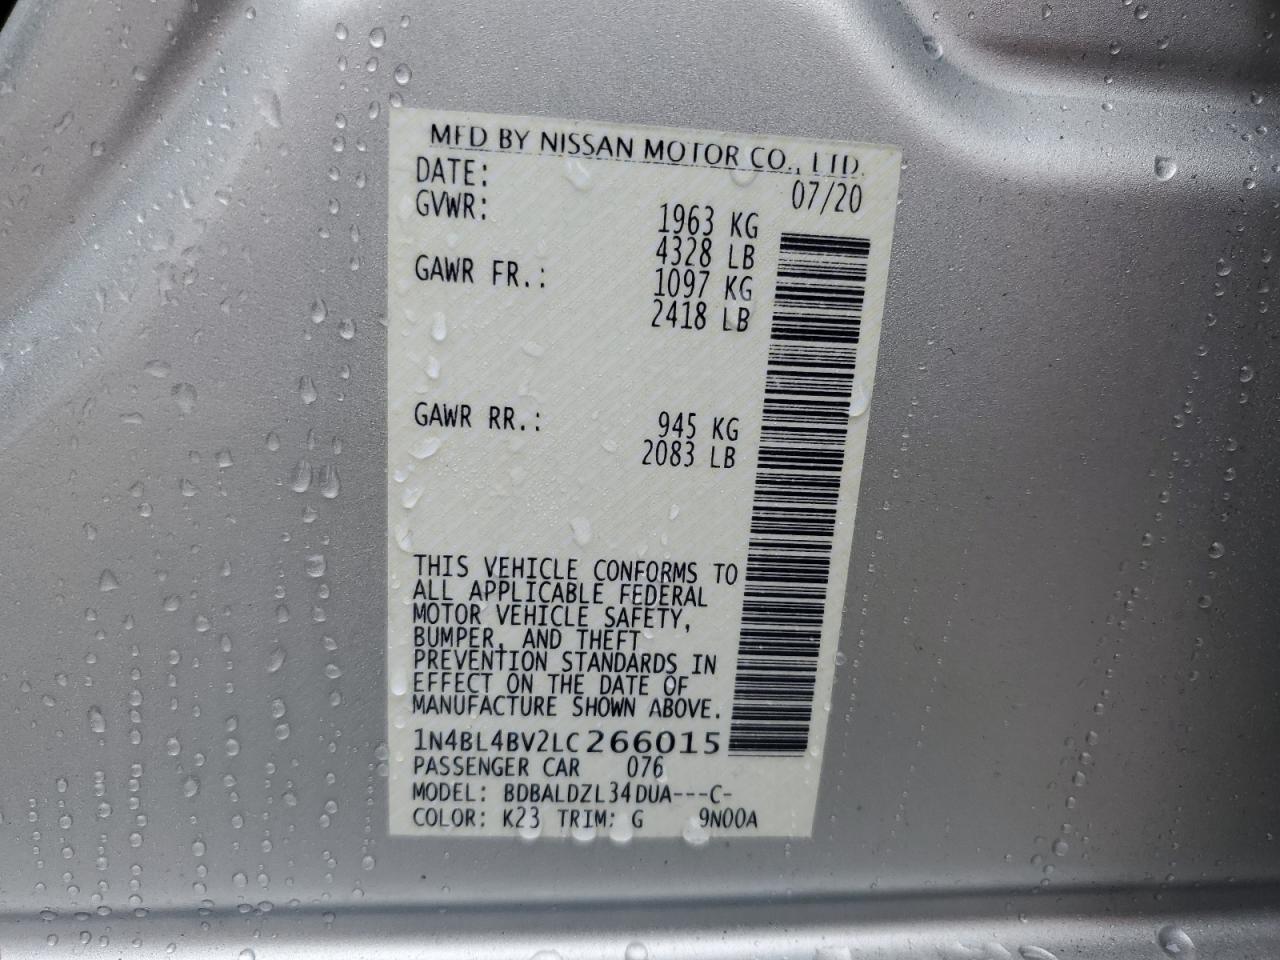 MFD BY NISSAN MOTOR CO., LTD.
DATE: 07/20
GVWR: 1963 KG
4328 LB
GAWR FR.: 1097 KG
2418 LB
GAWR RR.: 945 KG
2083 LB
THIS VEHICLE CONFORMS TO
ALL APPLICABLE FEDERAL
MOTOR VEHICLE SAFETY,
BUMPER, AND THEFT
PREVENTION STANDARDS IN
EFFECT ON THE DATE OF
MANUFACTURE SHOWN ABOVE.
1N4BL4BV2LC266015
PASSENGER CAR 076
MODEL: BDBALDZL34DUA---C-
COLOR: K23 TRIM: G 9N00A